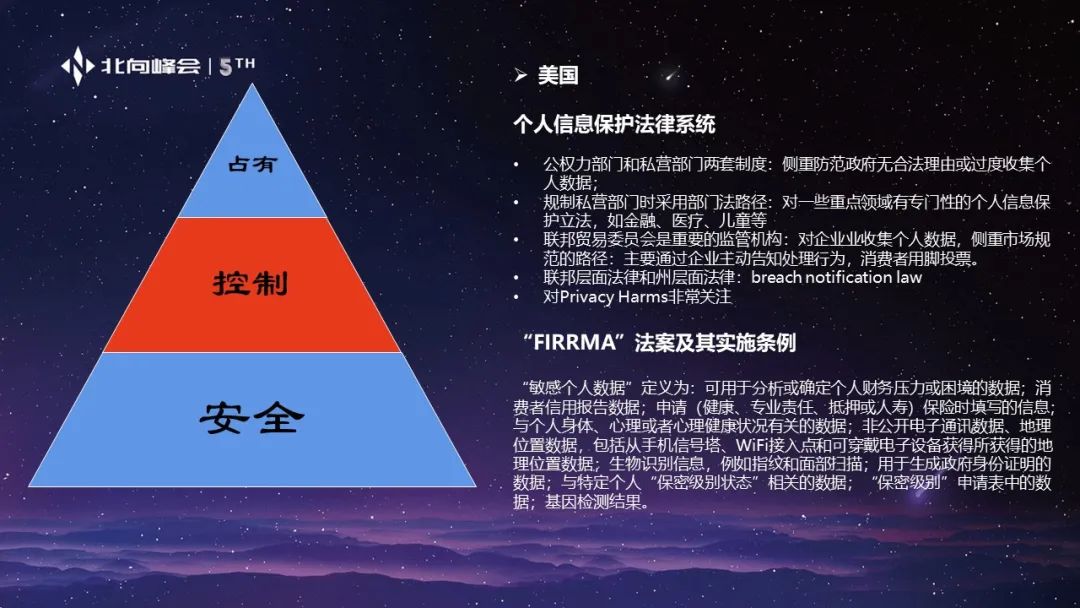 北向峰会 | 5TH
占有
控制
安全
➢ 美国
个人信息保护法律系统
• 公权力部门和私营部门两套制度：侧重防范政府无合法理由或过度收集个
人数据；
• 规制私营部门时采用部门法路径：对一些重点领域有专门性的个人信息保
护立法，如金融、医疗、儿童等
• 联邦贸易委员会是重要的监管机构：对企业业收集个人数据，侧重市场规
范的路径：主要通过企业主动告知处理行为，消费者用脚投票。
• 联邦层面法律和州层面法律：breach notification law
• 对Privacy Harms非常关注
“FIRRMA”法案及其实施条例
“敏感个人数据”定义为：可用于分析或确定个人财务压力或困境的数据；消
费者信用报告数据；申请（健康、专业责任、抵押或人寿）保险时填写的信息；
与个人身体、心理或者心理健康状况有关的数据；非公开电子通讯数据、地理
位置数据，包括从手机信号塔、WiFi接入点和可穿戴电子设备获得所获得的地
理位置数据；生物识别信息，例如指纹和面部扫描；用于生成政府身份证明的
数据；与特定个人“保密级别状态”相关的数据；“保密级别”申请表中的数
据；基因检测结果。